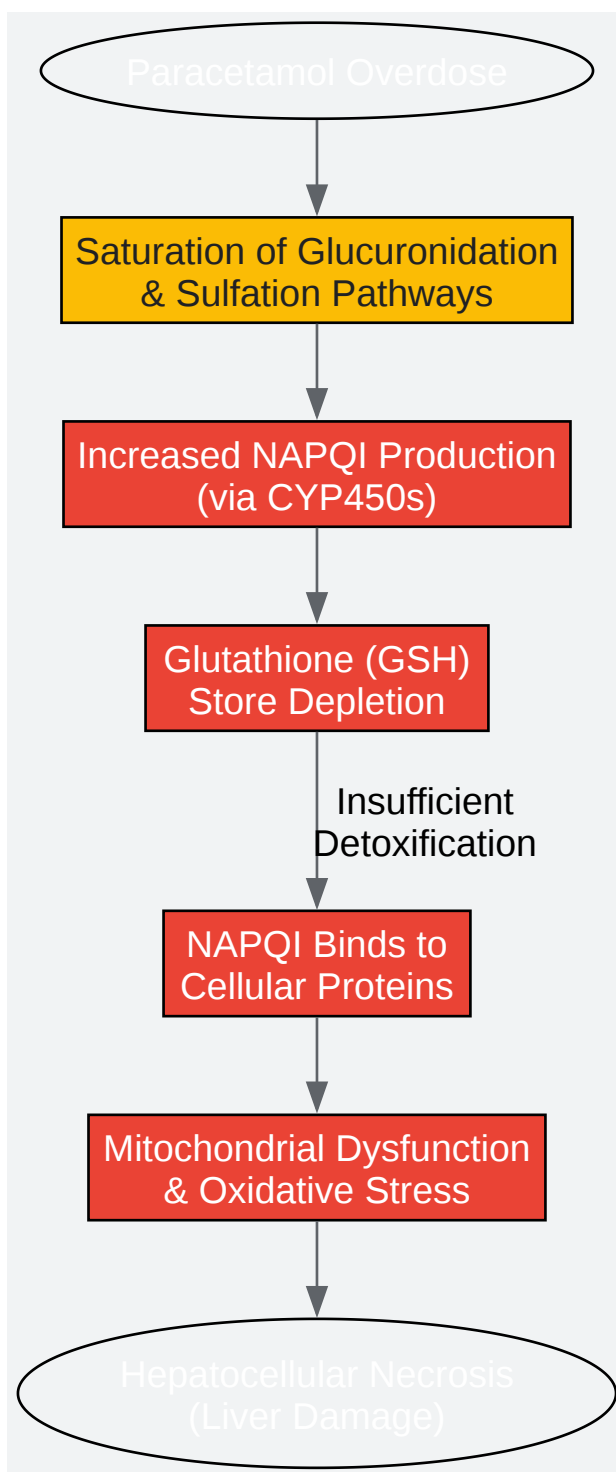 Paracetamol Overdose
Saturation of Glucuronidation
& Sulfation Pathways
Increased NAPQI Production
(via CYP450s)
Glutathione (GSH)
Store Depletion
Insufficient
Detoxification
NAPQI Binds to
Cellular Proteins
Mitochondrial Dysfunction
& Oxidative Stress
Hepatocellular Necrosis
(Liver Damage)